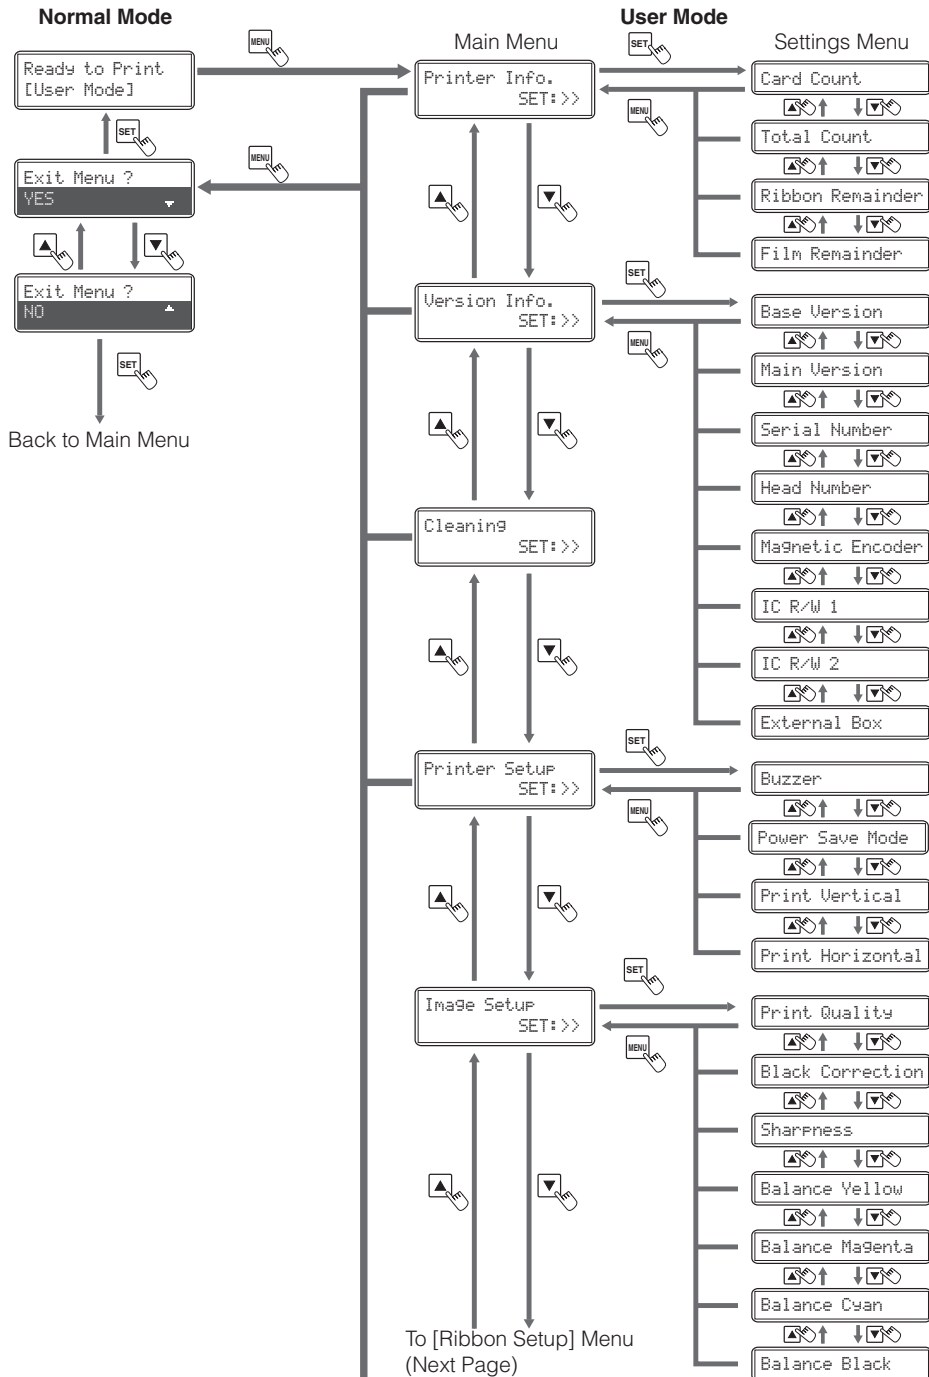 Normal Mode
User Mode
Main Menu
Settings Menu
Ready to Print
[User Mode]
MENU
Printer Info.
SET:>>
SET
MENU
Card Count
Total Count
Ribbon Remainder
Film Remainder
SET
Exit Menu ?
YES
MENU
Exit Menu ?
NO
SET
Back to Main Menu
Version Info.
SET:>>
SET
MENU
Base Version
Main Version
Serial Number
Head Number
Magnetic Encoder
IC R/W 1
IC R/W 2
External Box
Cleaning
SET:>>
Printer Setup
SET:>>
SET
MENU
Buzzer
Power Save Mode
Print Vertical
Print Horizontal
Image Setup
SET:>>
SET
MENU
Print Quality
Black Correction
Sharpness
Balance Yellow
Balance Magenta
Balance Cyan
Balance Black
To [Ribbon Setup] Menu
(Next Page)